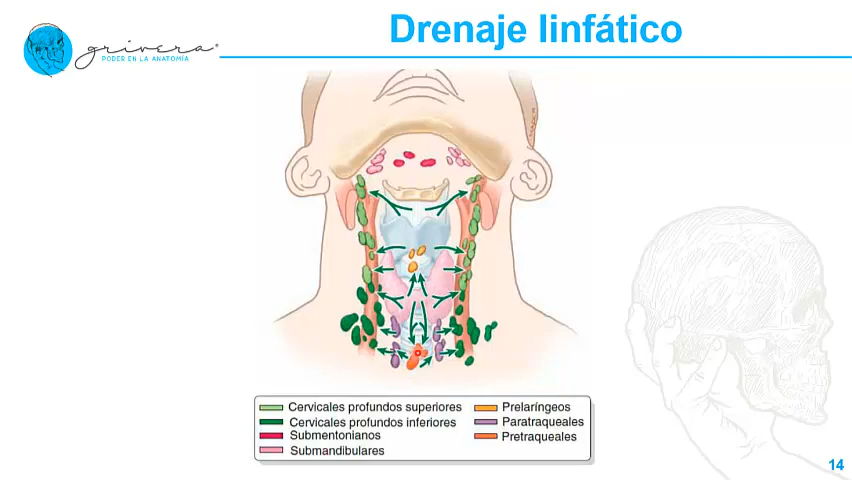 Drenaje linfático
grivera®
PODER EN LA ANATOMÍA
Cervicales profundos superiores
Cervicales profundos inferiores
Submentonianos
Submandibulares
Prelaríngeos
Paratraqueales
Pretraqueales
14